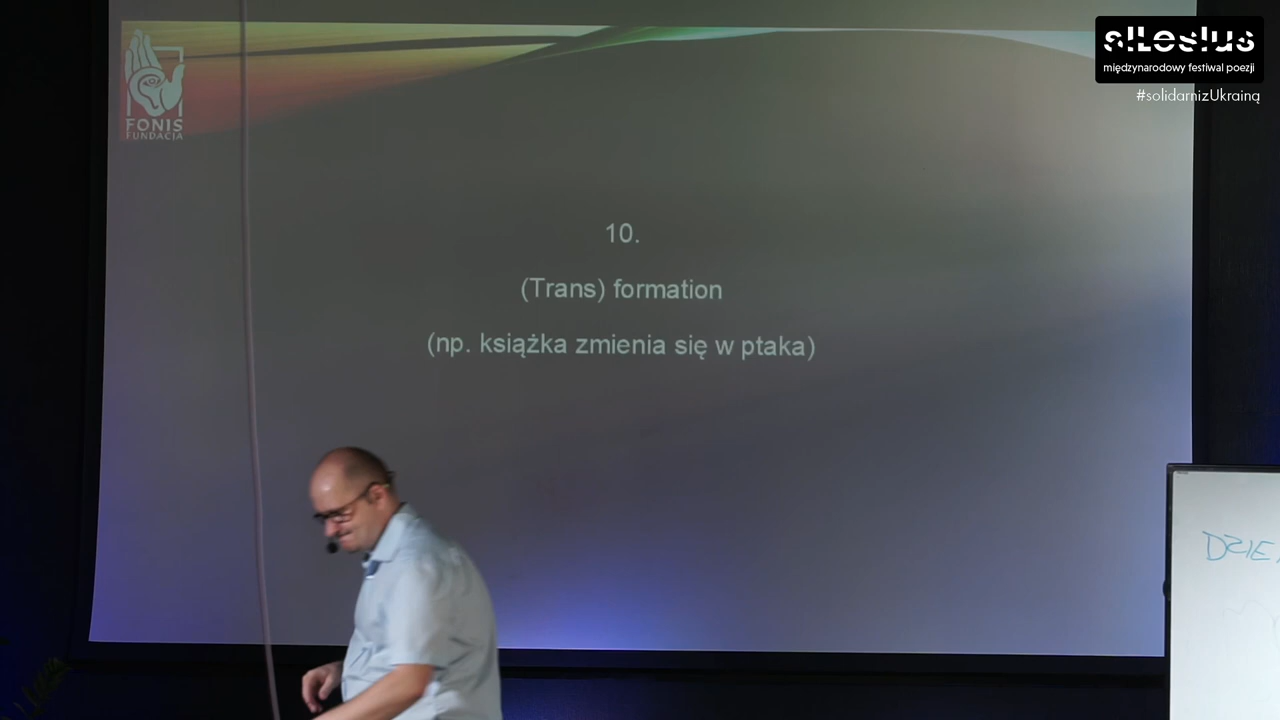 silesius
międzynarodowy festiwal poezji
#solidarnizUkrainą
FONIS
FUNDACJA
10.
(Trans) formation
(np. książka zmienia się w ptaka)